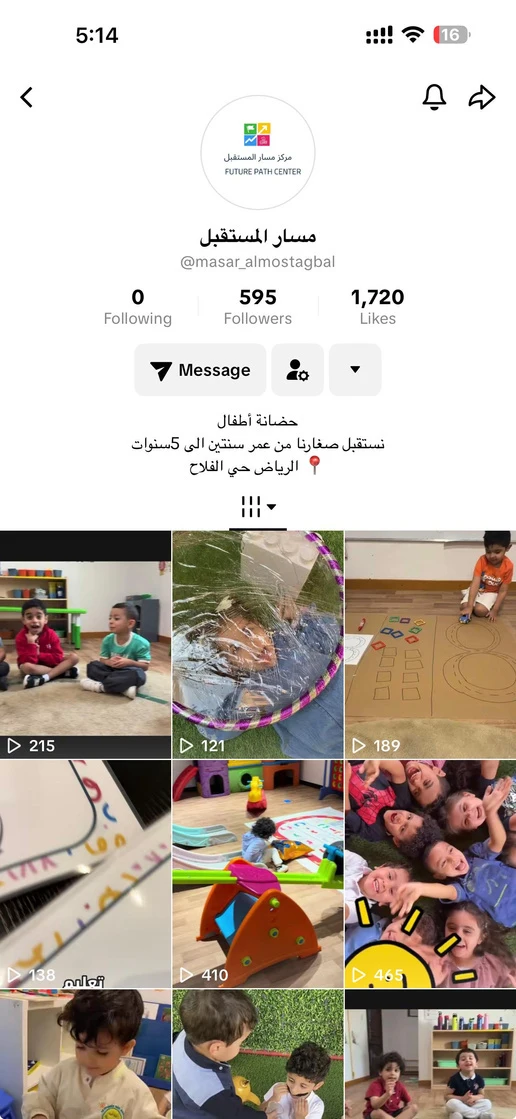 5:14
16
مركز مسار المستقبل
FUTURE PATH CENTER
مسار المستقبل
@masar_almostagbal
0 595 1,720
Following Followers Likes
Message
حضانة أطفال
نستقبل صغارنا من عمر سنتين الى 5سنوات
📍 الرياض حي الفلاح
215 121 189
تعليم
138 410 465